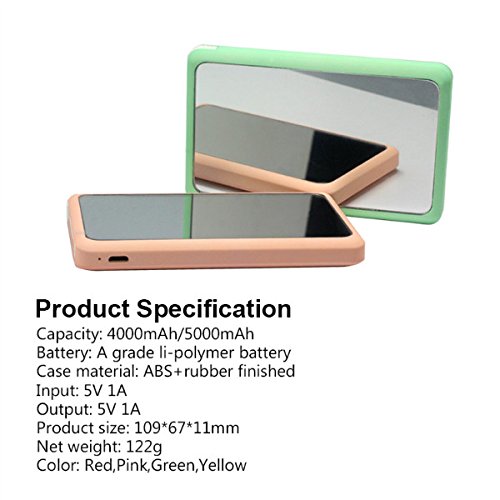 Product Specification
Capacity: 4000mAh/5000mAh
Battery: A grade li-polymer battery
Case material: ABS+rubber finished
Input: 5V 1A
Output: 5V 1A
Product size: 109*67*11mm
Net weight: 122g
Color: Red,Pink,Green,Yellow